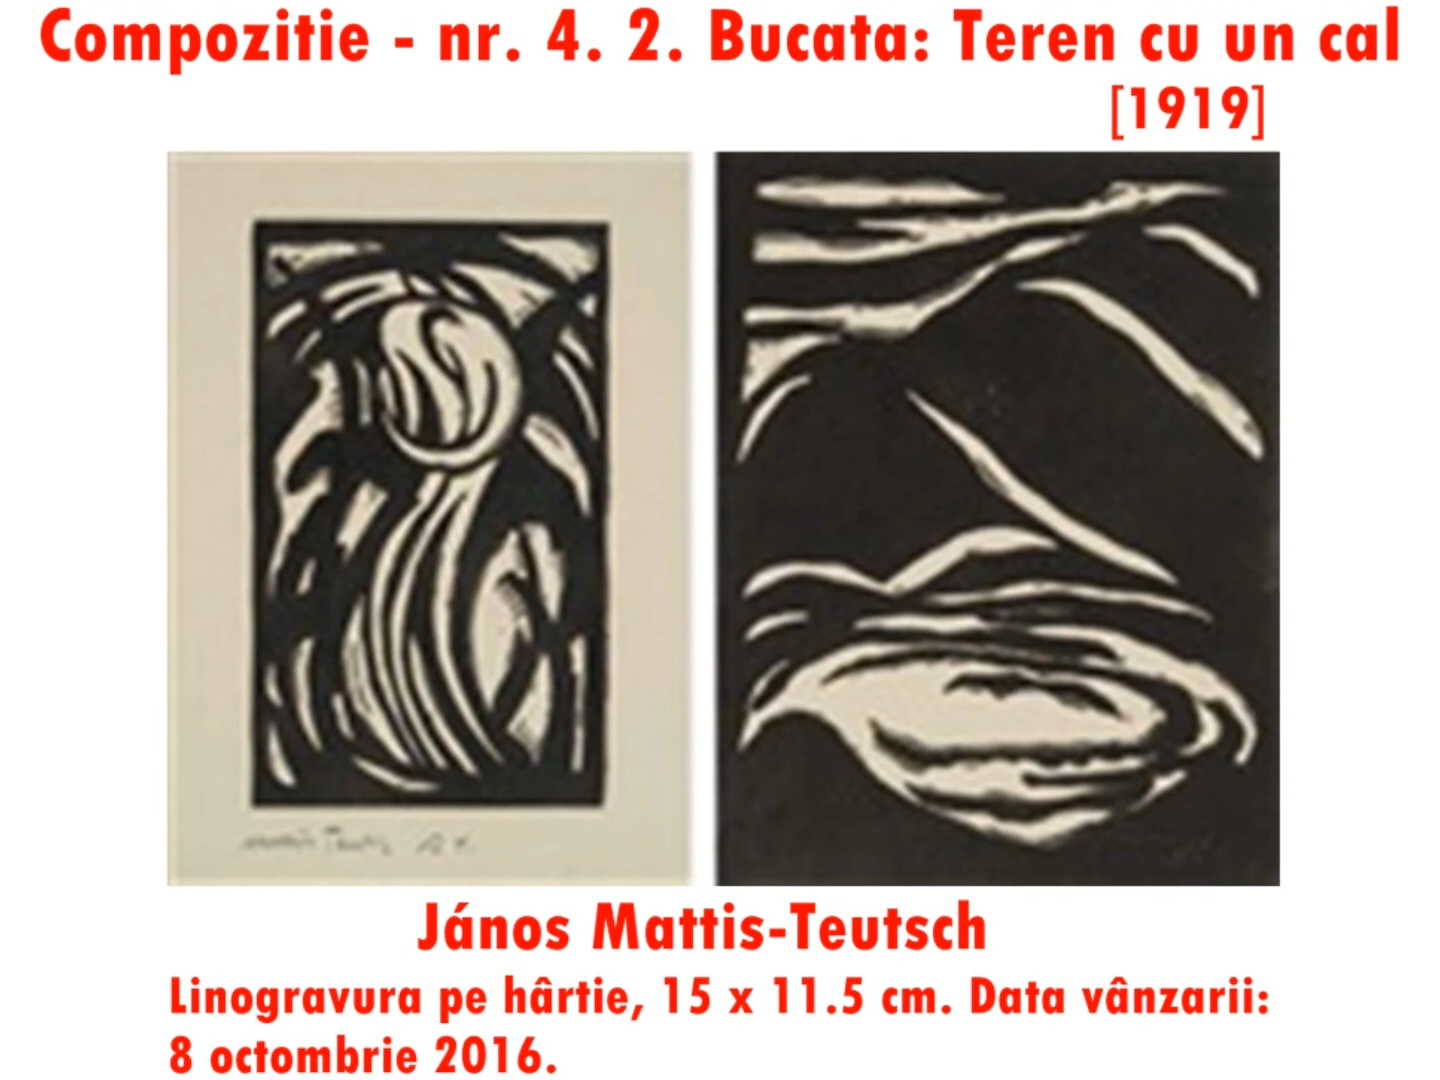 Compozitie - nr. 4. 2. Bucata: Teren cu un cal
[1919]
János Mattis-Teutsch
Linogravura pe hârtie, 15 x 11.5 cm. Data vânzarii:
8 octombrie 2016.